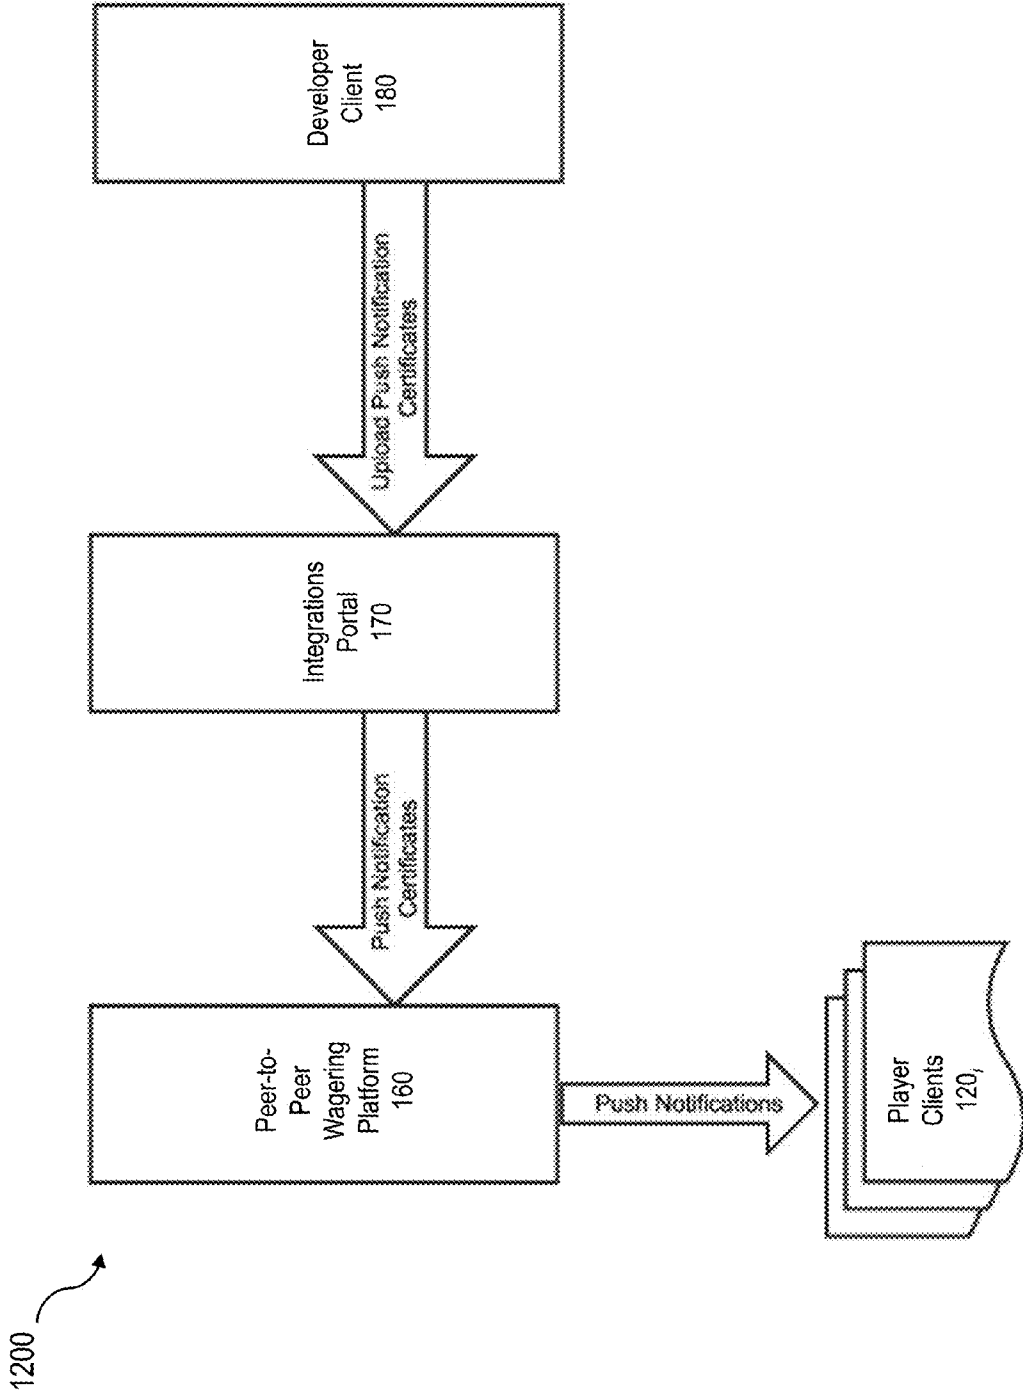 1200
Peer-to-
Peer
Wagering
Platform
160
Push Notification
Certificates
Integrations
Portal
170
Upload Push Notification
Certificates
Developer
Client
180
Push Notifications
Player
Clients
120i